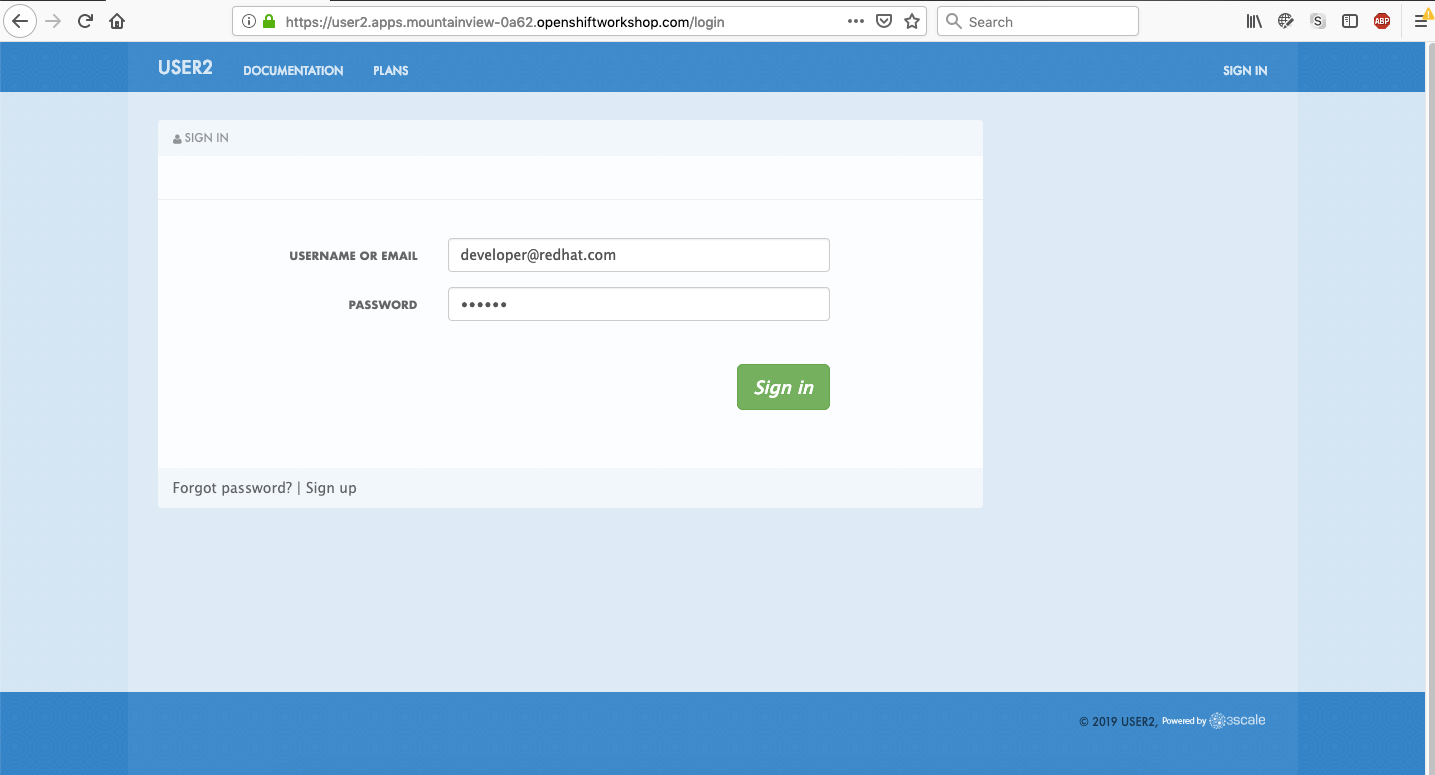 https://user2.apps.mountainview-0a62.openshiftworkshop.com/login
Search
S
ABP
USER2 DOCUMENTATION PLANS SIGN IN
SIGN IN
USERNAME OR EMAIL developer@redhat.com
PASSWORD ••••••
Sign in
Forgot password? | Sign up
© 2019 USER2, Powered by 3scale